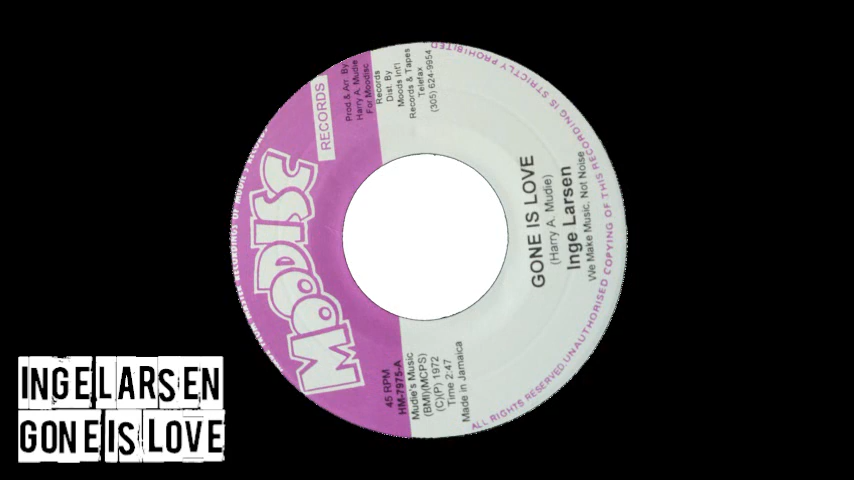 MOODISC
RECORDS
Prod.& Arr. By
Harry A. Mudie
For Moodisc
Records
Dist. By
Moods Int'l
Records & Tapes
Telefax
(305) 624-9954
45 RPM
HM-7975-A
Mudie's Music
(BMI)(MCPS)
(C)(P) 1972
Time 2:47
Made in Jamaica
GONE IS LOVE
(Harry A. Mudie)
Inge Larsen
We Make Music, Not Noise
ALL RIGHTS RESERVED.UNAUTHORISED COPYING OF THIS RECORDING IS STRICTLY PROHIBITED
INGE LARSEN
GONE IS LOVE